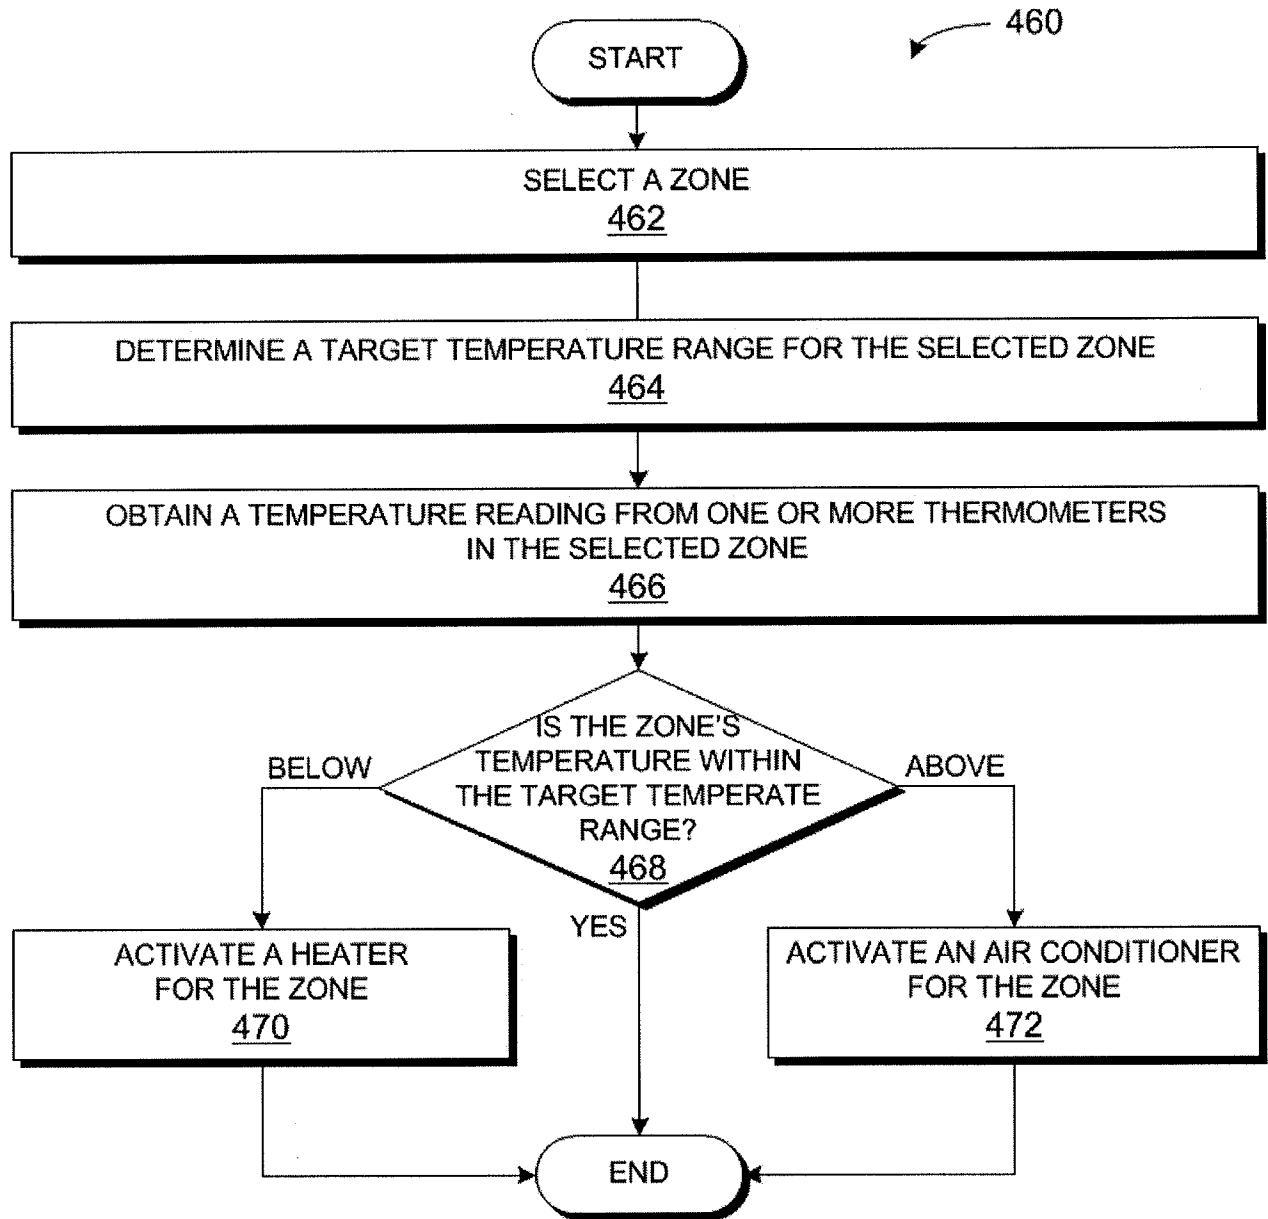 460
START
SELECT A ZONE
462
DETERMINE A TARGET TEMPERATURE RANGE FOR THE SELECTED ZONE
464
OBTAIN A TEMPERATURE READING FROM ONE OR MORE THERMOMETERS
IN THE SELECTED ZONE
466
IS THE ZONE'S
TEMPERATURE WITHIN
THE TARGET TEMPERATE
RANGE?
468
BELOW
ABOVE
YES
ACTIVATE A HEATER
FOR THE ZONE
470
ACTIVATE AN AIR CONDITIONER
FOR THE ZONE
472
END